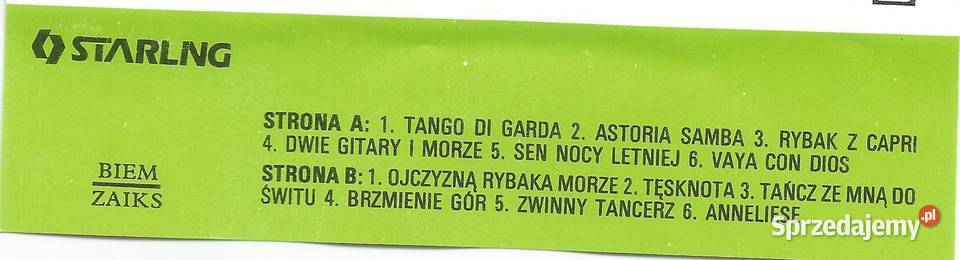 STARLING
STRONA A: 1. TANGO DI GARDA 2. ASTORIA SAMBA 3. RYBAK Z CAPRI
4. DWIE GITARY I MORZE 5. SEN NOCY LETNIEJ 6. VAYA CON DIOS
STRONA B: 1. OJCZYZNĄ RYBAKA MORZE 2. TĘSKNOTA 3. TAŃCZ ZE MNĄ DO
ŚWITU 4. BRZMIENIE GÓR 5. ZWINNY TANCERZ 6. ANNELIESE
BIEM
ZAIKS
Sprzedajemy.pl